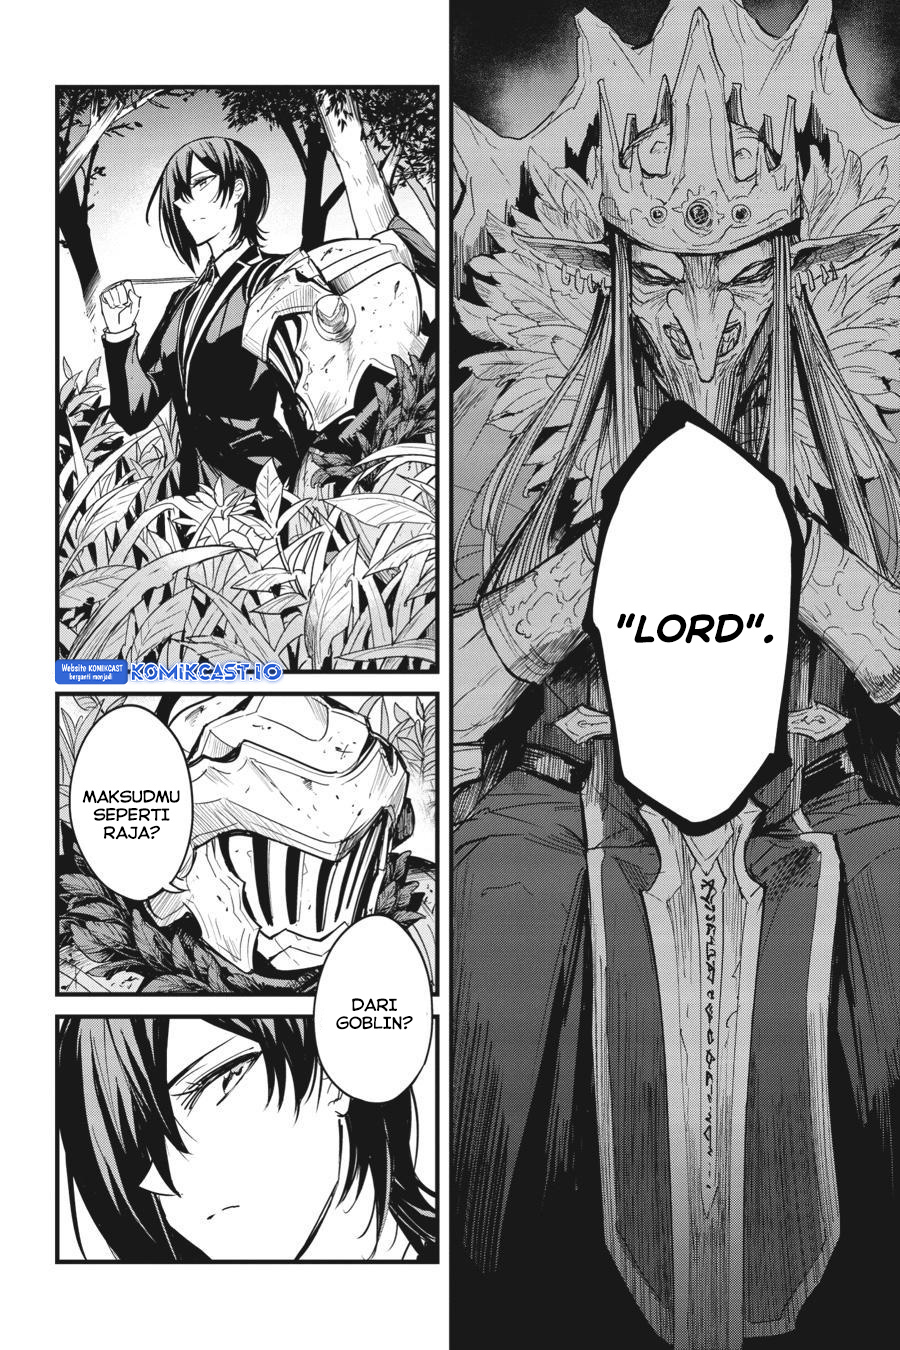 "LORD".
Website KOMIKCAST
berganti menjadi
KOMIKCAST.IO
MAKSUDMU
SEPERTI
RAJA?
DARI
GOBLIN?